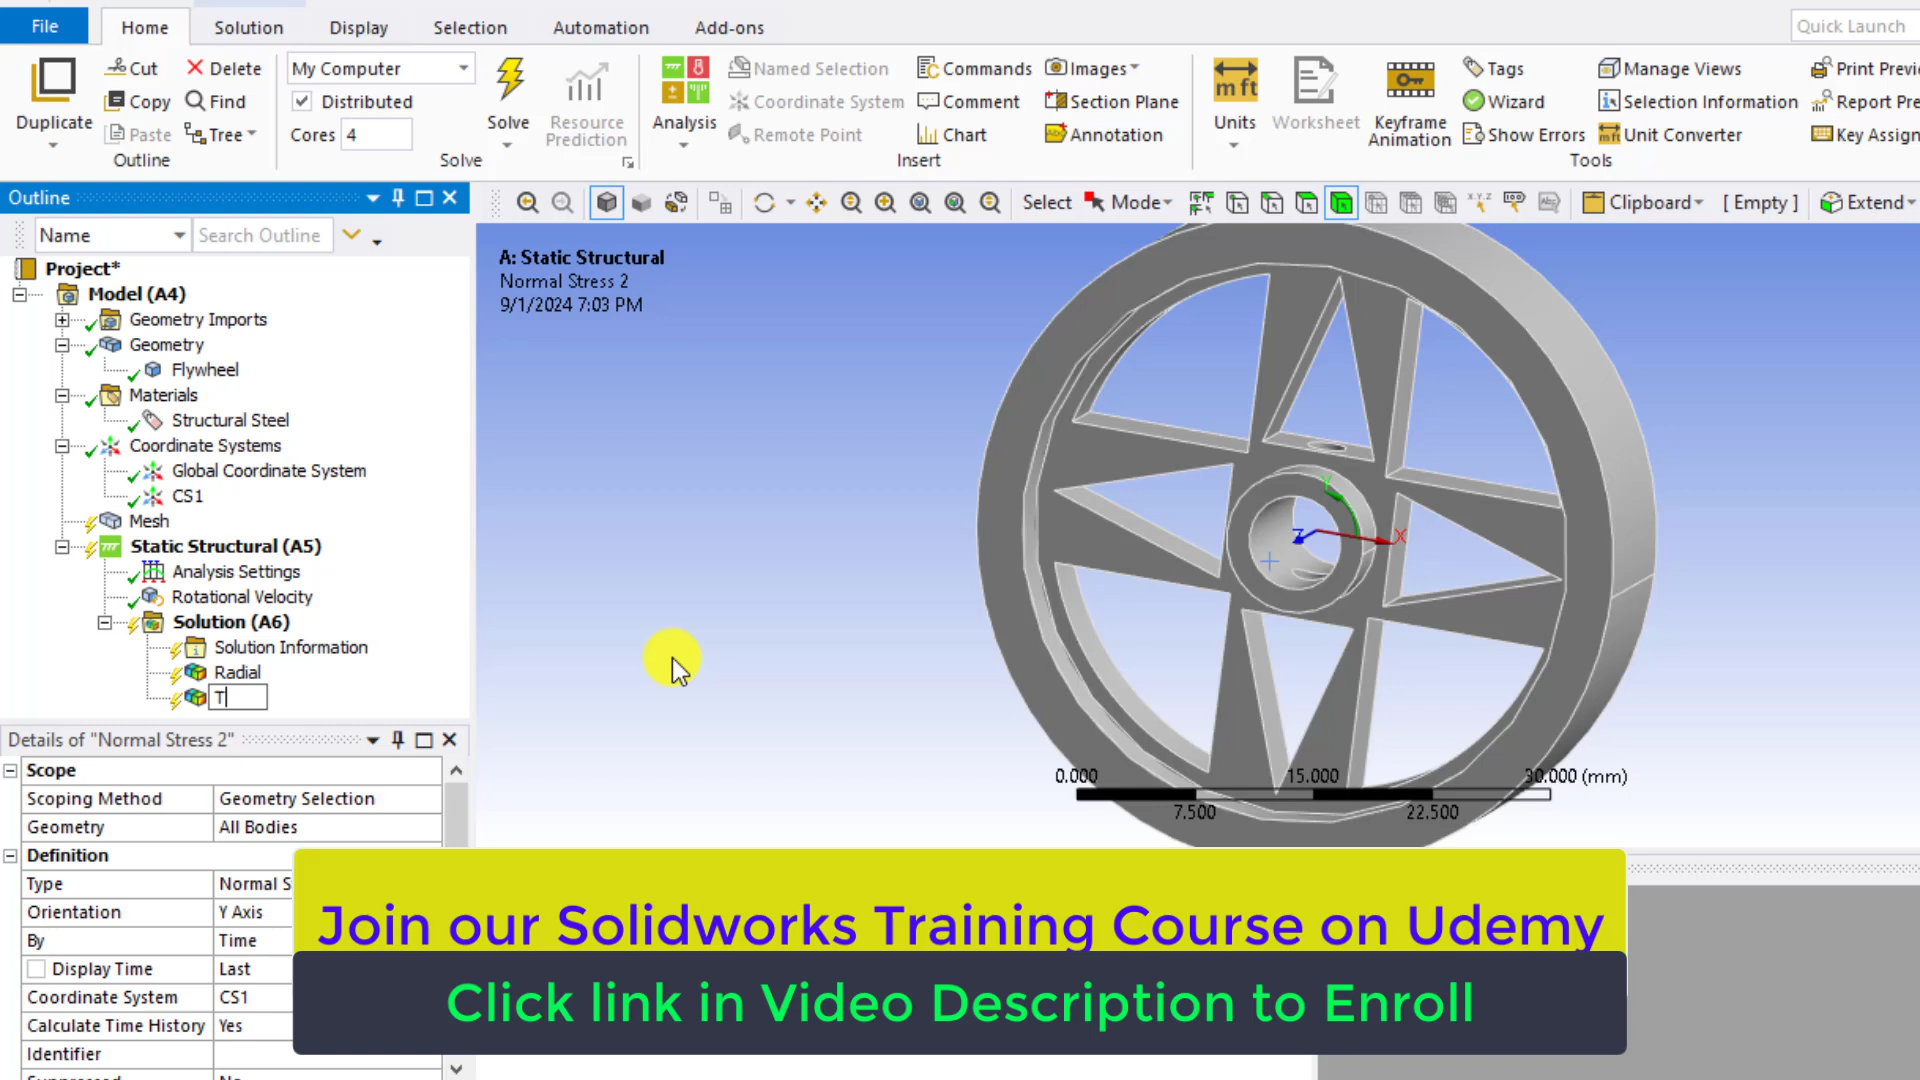 File
Home
Solution
Display
Selection
Automation
Add-ons
Quick Launch
Duplicate
Cut
Copy
Paste
Delete
Find
Tree
Outline
My Computer
Distributed
Cores 4
Solve
Solve
Resource
Prediction
Analysis
Named Selection
Coordinate System
Remote Point
Commands
Comment
Chart
Images
Section Plane
Annotation
Insert
Units
Worksheet
Keyframe
Animation
Tags
Wizard
Show Errors
Manage Views
Selection Information
Unit Converter
Print Previe
Report Pre
Key Assign
Tools
Outline
Name
Search Outline
Select
Mode
Clipboard
[ Empty ]
Extend
Project*
Model (A4)
Geometry Imports
Geometry
Flywheel
Materials
Structural Steel
Coordinate Systems
Global Coordinate System
CS1
Mesh
Static Structural (A5)
Analysis Settings
Rotational Velocity
Solution (A6)
Solution Information
Radial
T
A: Static Structural
Normal Stress 2
9/1/2024 7:03 PM
Y
Z
X
0.000 15.000 30.000 (mm)
7.500 22.500
Details of "Normal Stress 2"
Scope
Scoping Method Geometry Selection
Geometry All Bodies
Definition
Type Normal S
Orientation Y Axis
By Time
Display Time Last
Coordinate System CS1
Calculate Time History Yes
Identifier
Join our Solidworks Training Course on Udemy
Click link in Video Description to Enroll